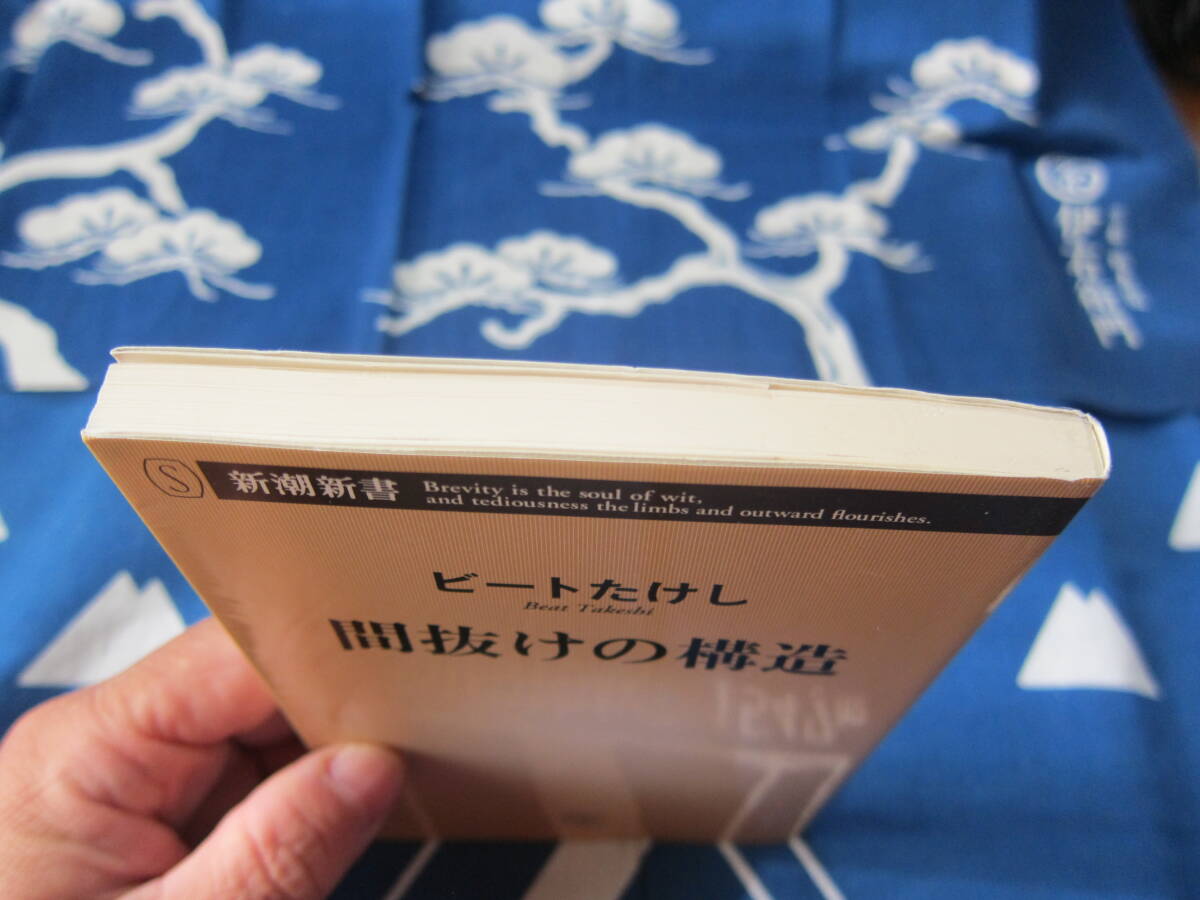 S
新潮新書
Brevity is the soul of wit,
and tediousness the limbs and outward flourishes.
ビートたけし
Beat Takeshi
間抜けの構造